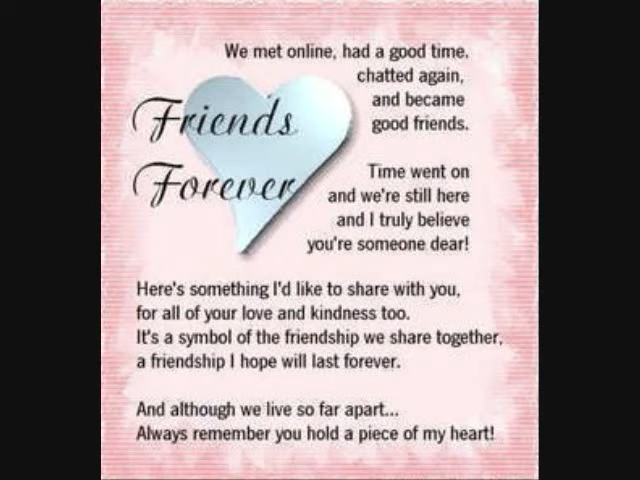 We met online, had a good time.
chatted again,
and became
good friends.
Friends
Forever
Time went on
and we're still here
and I truly believe
you're someone dear!
Here's something I'd like to share with you,
for all of your love and kindness too.
It's a symbol of the friendship we share together,
a friendship I hope will last forever.
And although we live so far apart...
Always remember you hold a piece of my heart!